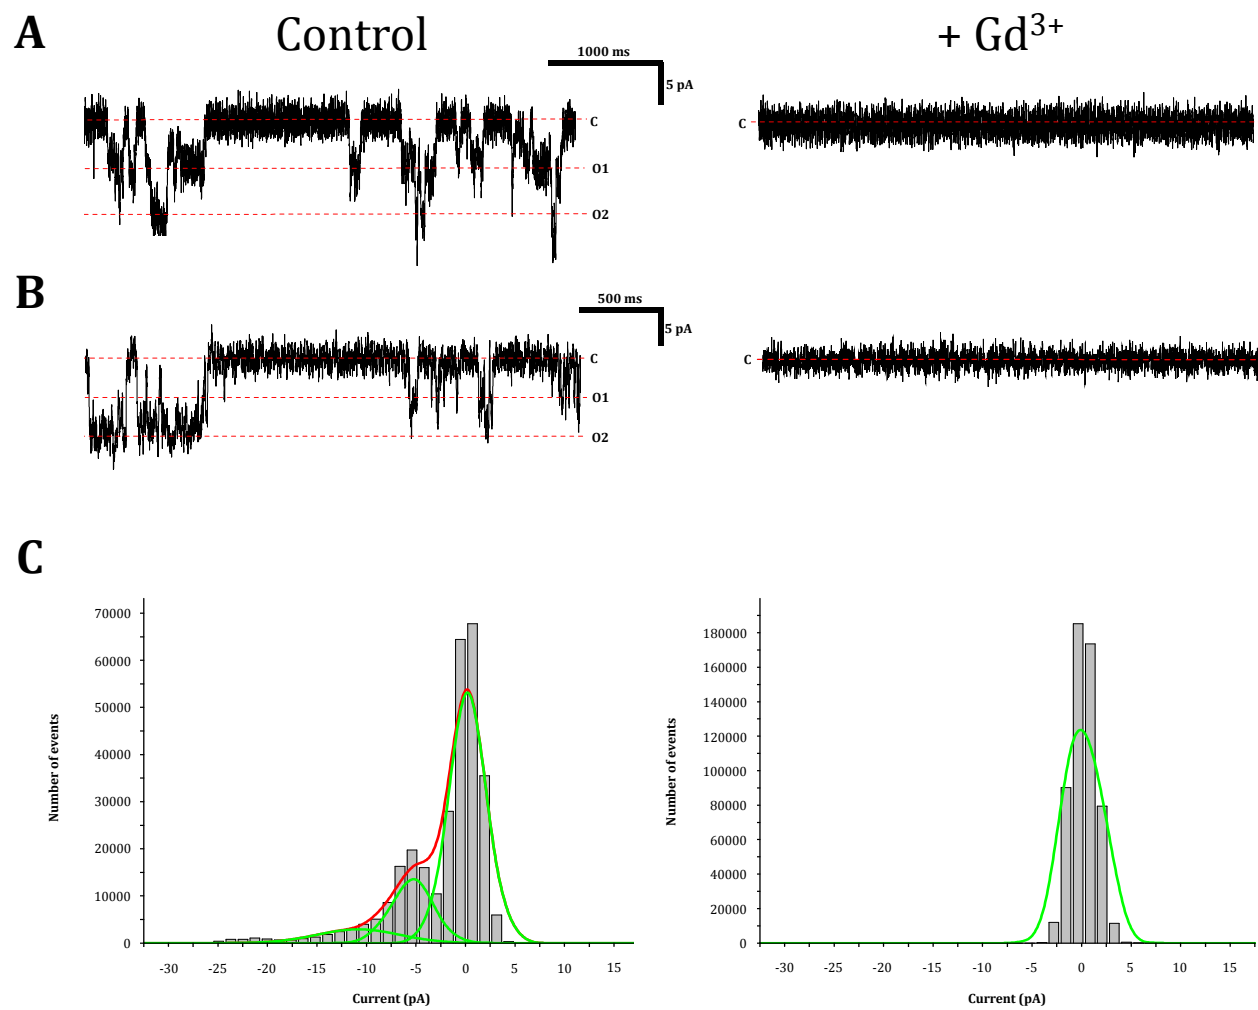 A
Control
+ Gd³⁺
1000 ms
5 pA
C
O1
O2
C
B
500 ms
5 pA
C
O1
O2
C
C
Number of events
70000
60000
50000
40000
30000
20000
10000
0
-30 -25 -20 -15 -10 -5 0 5 10 15
Current (pA)
Number of events
180000
160000
140000
120000
100000
80000
60000
40000
20000
0
-30 -25 -20 -15 -10 -5 0 5 10 15
Current (pA)